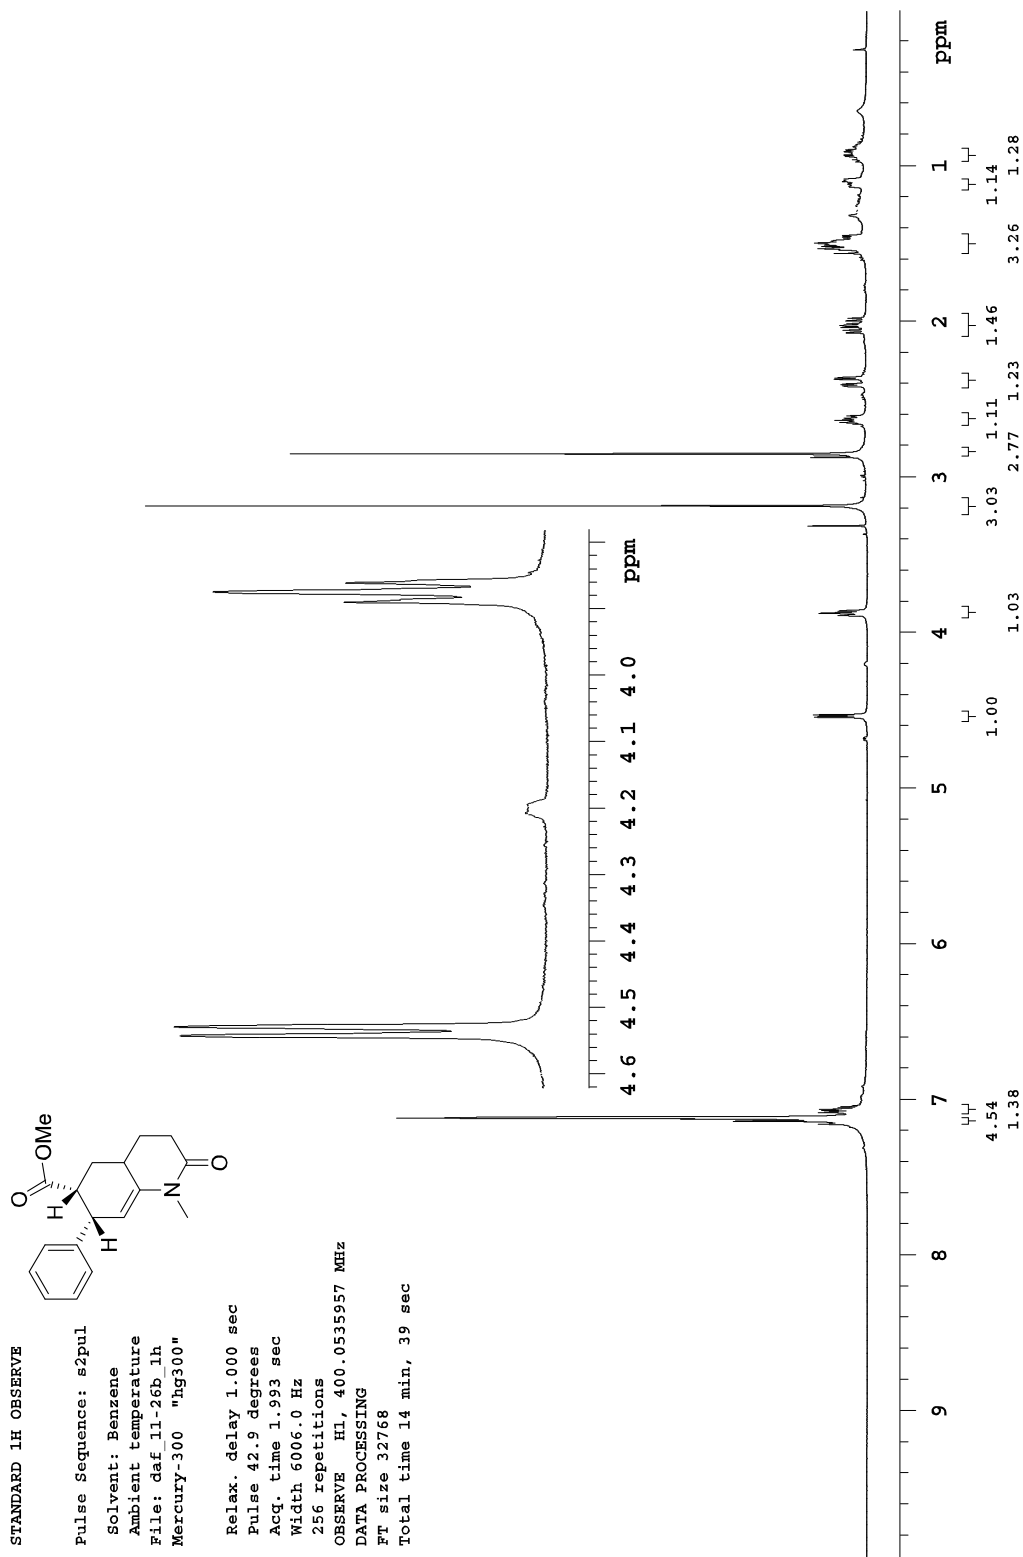 STANDARD 1H OBSERVE
Pulse Sequence: s2pul
Solvent: Benzene
Ambient temperature
File: daf_11-26b_1h
Mercury-300 "hg300"
Relax. delay 1.000 sec
Pulse 42.9 degrees
Acq. time 1.993 sec
Width 6006.0 Hz
256 repetitions
OBSERVE H1, 400.0535957 MHz
DATA PROCESSING
FT size 32768
Total time 14 min, 39 sec
O
OMe
H
H
N
O
4.6 4.5 4.4 4.3 4.2 4.1 4.0 ppm
9 8 7 6 5 4 3 2 1 ppm
4.54 1.00 3.03 1.11 1.46 1.14
1.38 1.03 2.77 1.23 3.26 1.28